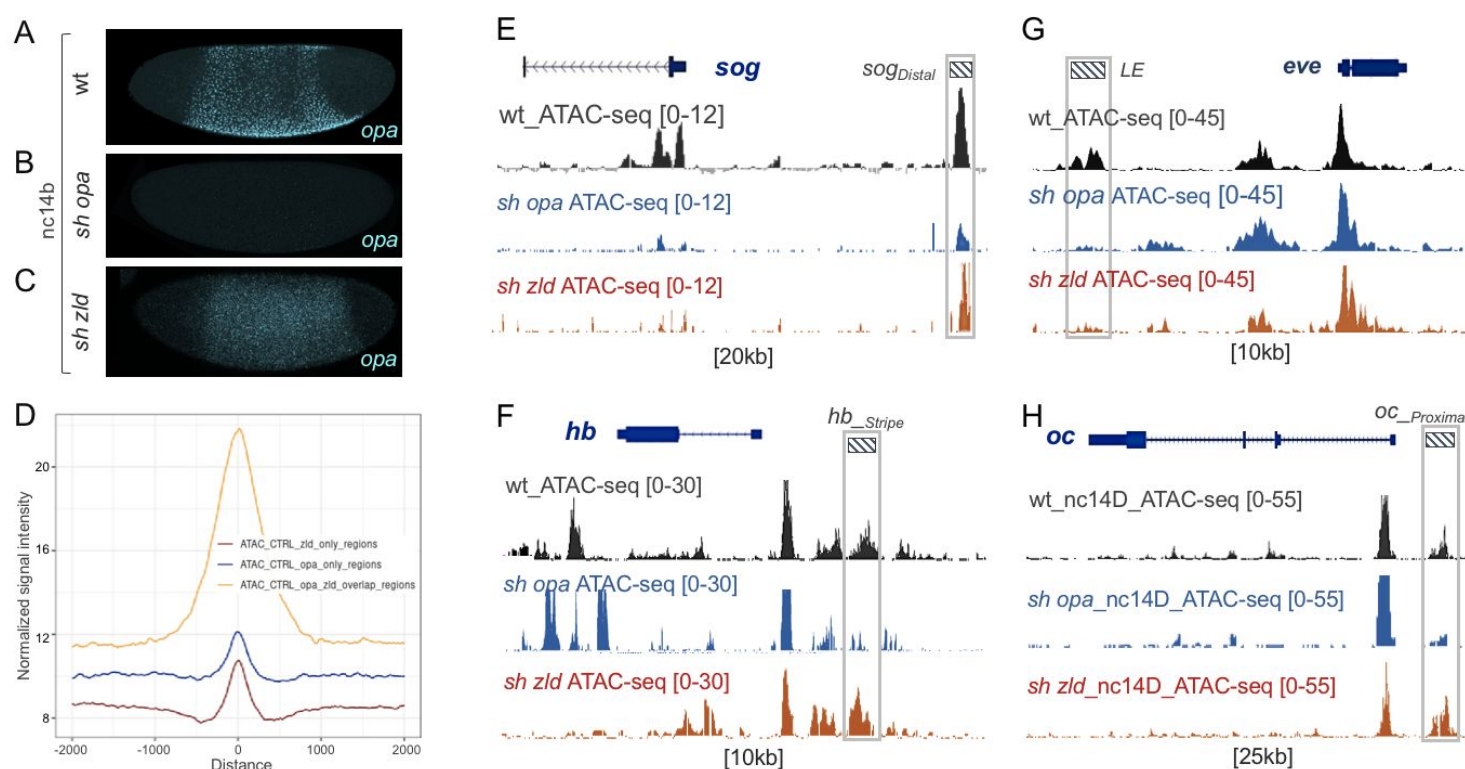 A
nc14b
wt
opa
B
sh opa
opa
C
sh zld
opa
D
Normalized signal intensity
20
16
12
8
ATAC_CTRL_zld_only_regions
ATAC_CTRL_opa_only_regions
ATAC_CTRL_opa_zld_overlap_regions
-2000 -1000 0 1000 2000
Distance
E
sog sog_Distal
wt_ATAC-seq [0-12]
sh opa ATAC-seq [0-12]
sh zld ATAC-seq [0-12]
[20kb]
F
hb hb_Stripe
wt_ATAC-seq [0-30]
sh opa ATAC-seq [0-30]
sh zld ATAC-seq [0-30]
[10kb]
G
LE eve
wt_ATAC-seq [0-45]
sh opa ATAC-seq [0-45]
sh zld ATAC-seq [0-45]
[10kb]
H
oc oc_Proxima
wt_nc14D_ATAC-seq [0-55]
sh opa_nc14D_ATAC-seq [0-55]
sh zld_nc14D_ATAC-seq [0-55]
[25kb]